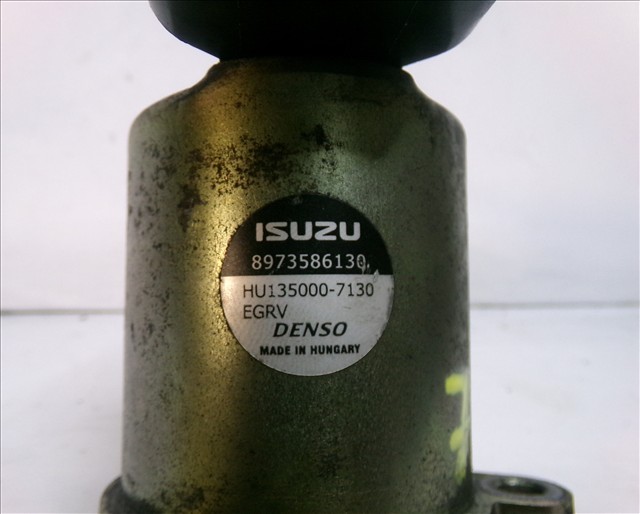 ISUZU
8973586130
HU135000-7130
EGRV
DENSO
MADE IN HUNGARY